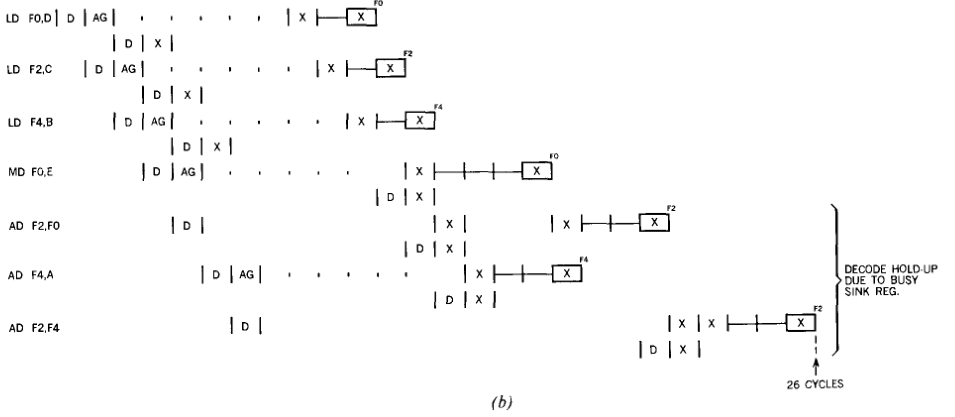 F0
LD F0,D D AG X X
D X
F2
LD F2,C D AG X X
D X
F4
LD F4,B D AG X X
D X
F0
MD F0,E D AG X X
D X
F2
AD F2,F0 D X X X
D X
F4
AD F4,A D AG X X
D X
DECODE HOLD-UP
DUE TO BUSY
SINK REG.
F2
AD F2,F4 D X X X
D X
26 CYCLES
(b)